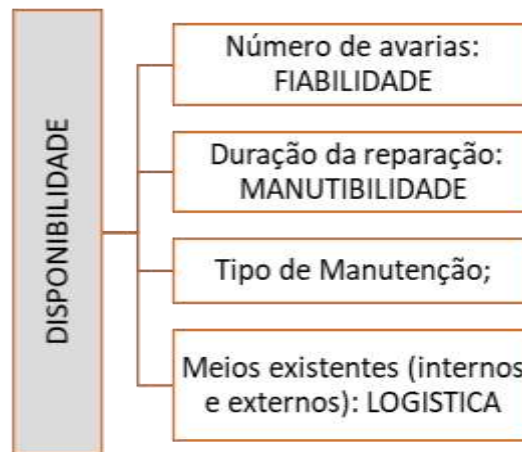 DISPONIBILIDADE
Número de avarias:
FIABILIDADE
Duração da reparação:
MANUTIBILIDADE
Tipo de Manutenção;
Meios existentes (internos
e externos): LOGISTICA